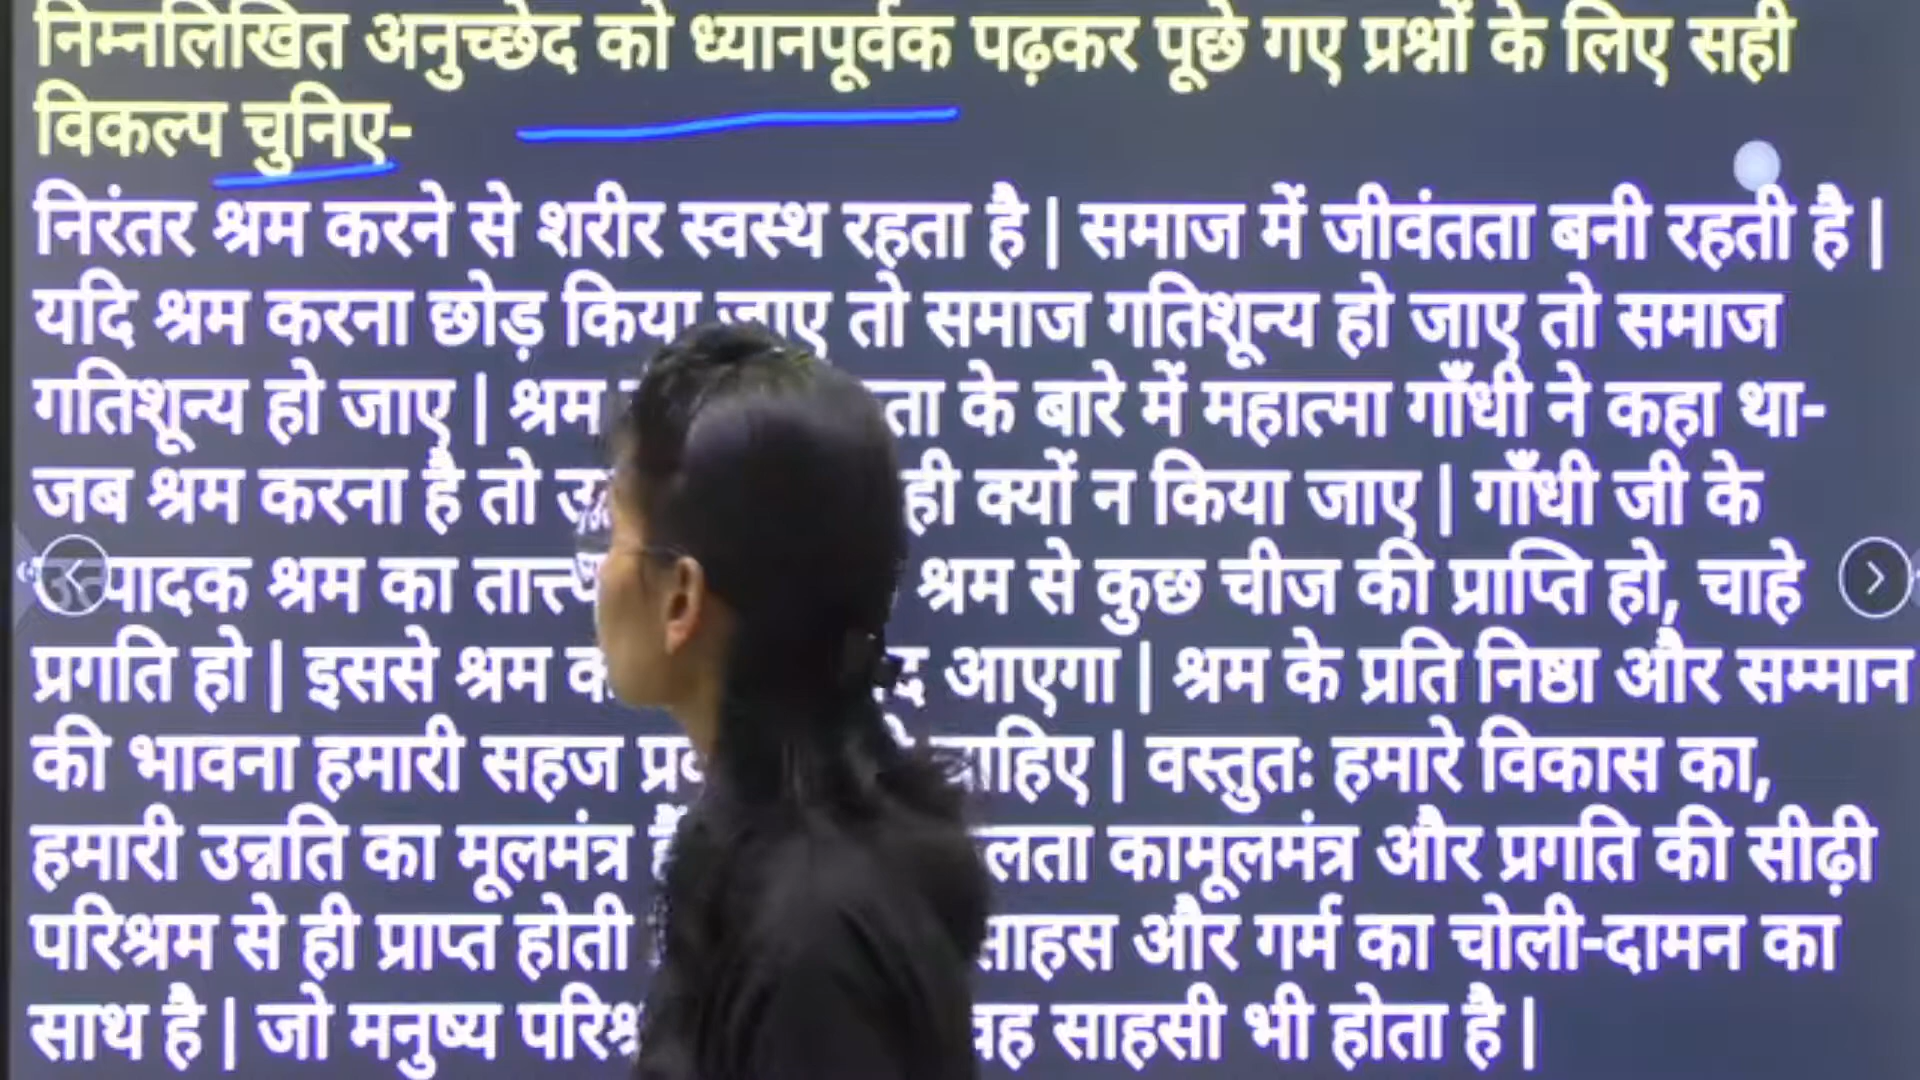 निम्नलिखित अनुच्छेद को ध्यानपूर्वक पढ़कर पूछे गए प्रश्नों के लिए सही
विकल्प चुनिए-
निरंतर श्रम करने से शरीर स्वस्थ रहता है | समाज में जीवंतता बनी रहती है |
यदि श्रम करना छोड़ किया जाए तो समाज गतिशून्य हो जाए तो समाज
गतिशून्य हो जाए | श्रम के बारे में महात्मा गाँधी ने कहा था-
जब श्रम करना है तो ही क्यों न किया जाए | गाँधी जी के
श्रम का श्रम से कुछ चीज की प्राप्ति हो, चाहे
प्रगति हो | इससे श्रम आएगा | श्रम के प्रति निष्ठा और सम्मान
की भावना हमारी सहज | वस्तुतः हमारे विकास का,
हमारी उन्नति का मूलमंत्र कामूलमंत्र और प्रगति की सीढ़ी
परिश्रम से ही प्राप्त होती साहस और गर्म का चोली-दामन का
साथ है | जो मनुष्य वह साहसी भी होता है |